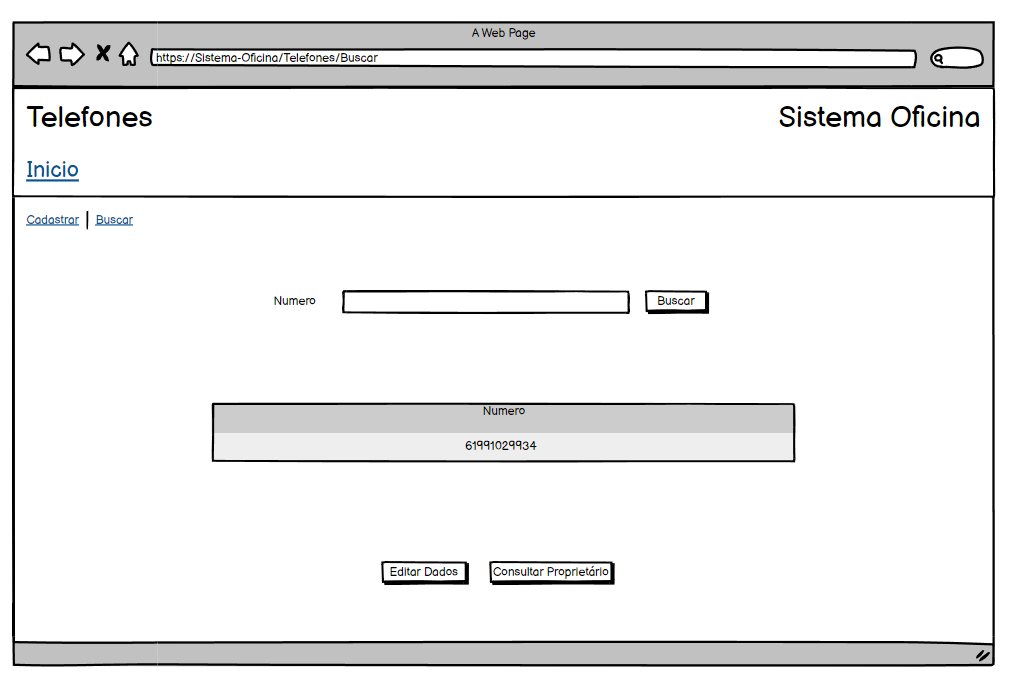 A Web Page
https://Sistema-Oficina/Telefones/Buscar
Telefones
Sistema Oficina
Inicio
Cadastrar | Buscar
Numero
Buscar
Numero
61991029934
Editar Dados
Consultar Proprietário